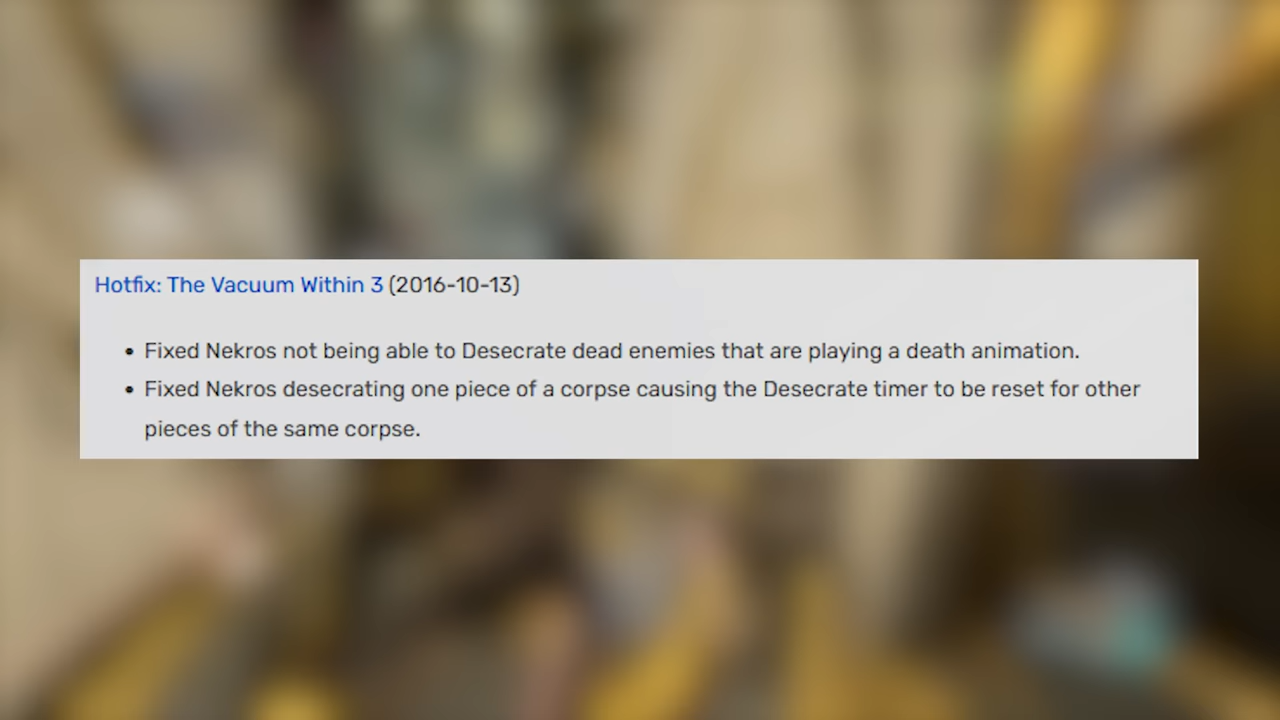 Hotfix: The Vacuum Within 3 (2016-10-13)
• Fixed Nekros not being able to Desecrate dead enemies that are playing a death animation.
• Fixed Nekros desecrating one piece of a corpse causing the Desecrate timer to be reset for other
pieces of the same corpse.